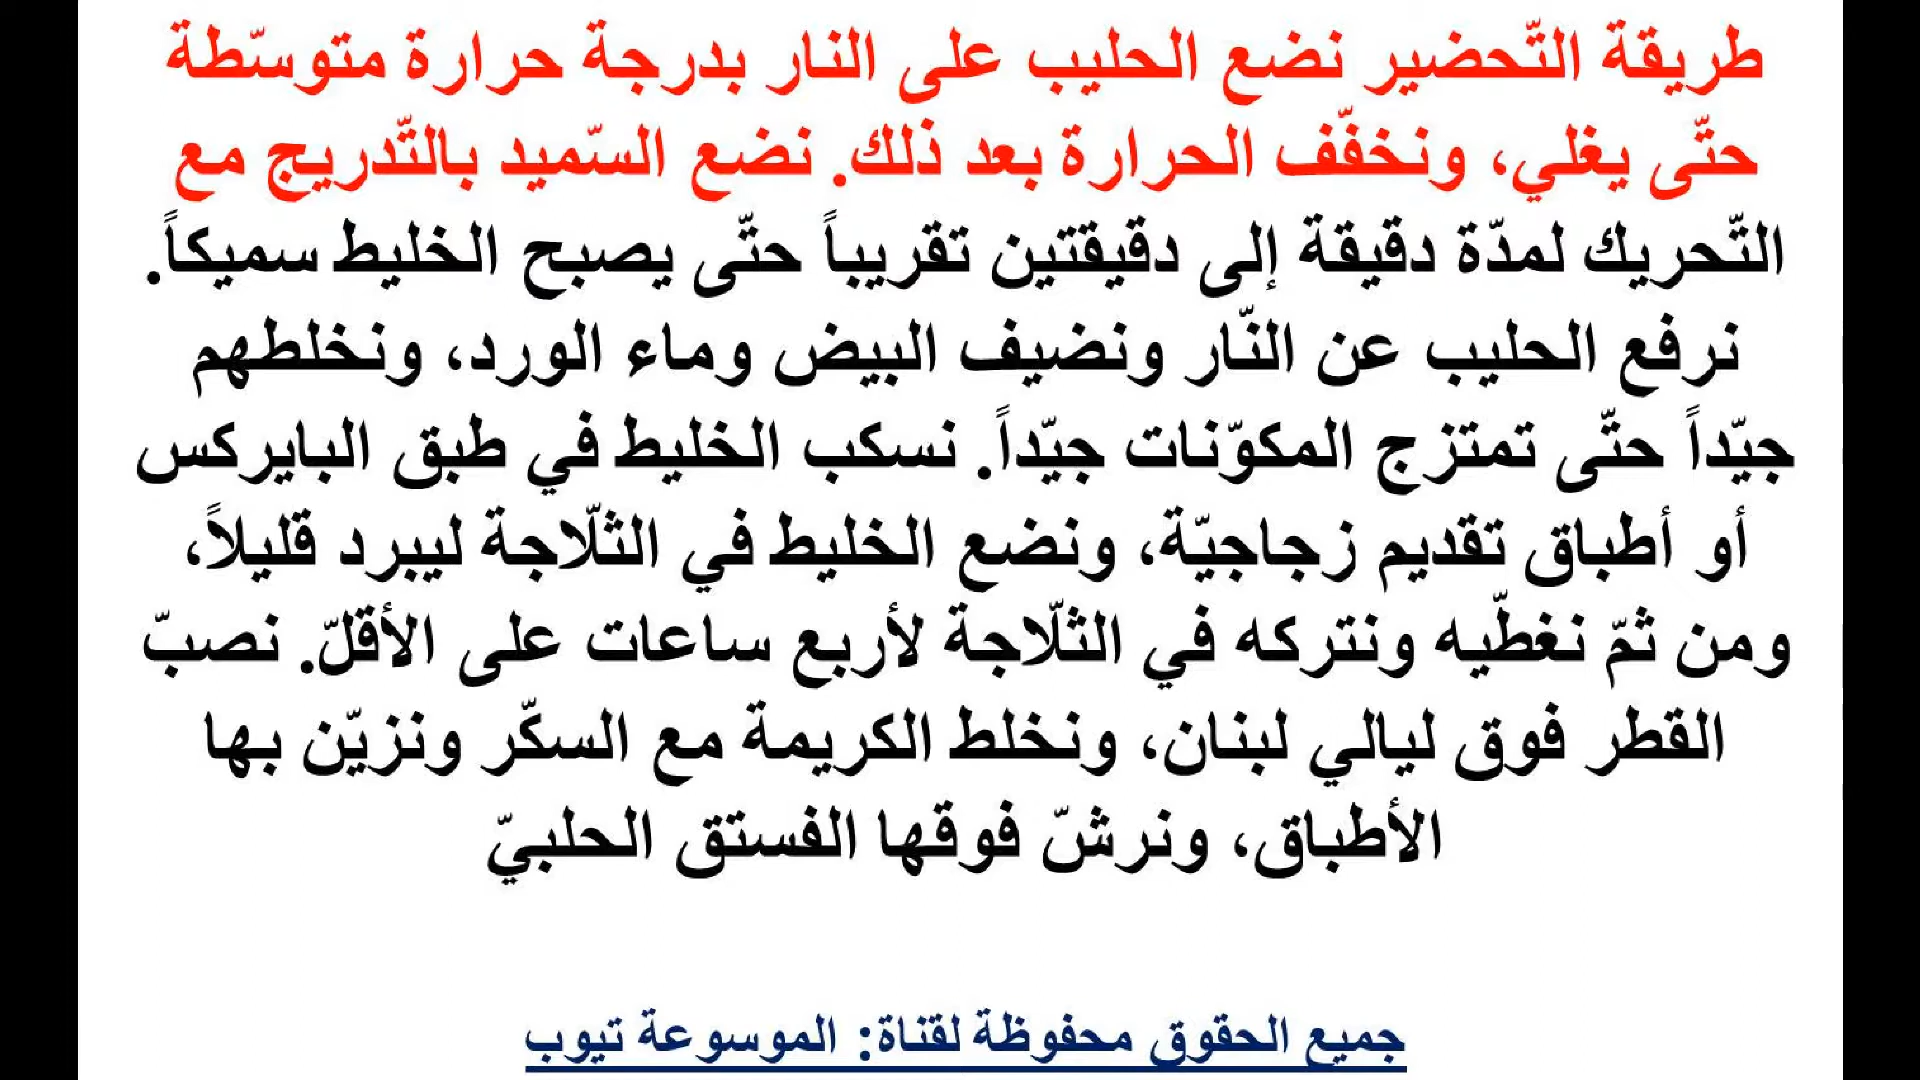 طريقة التّحضير نضع الحليب على النار بدرجة حرارة متوسّطة
حتّى يغلي، ونخفّف الحرارة بعد ذلك. نضع السّميد بالتّدريج مع
التّحريك لمدّة دقيقة إلى دقيقتين تقريباً حتّى يصبح الخليط سميكاً.
نرفع الحليب عن النّار ونضيف البيض وماء الورد، ونخلطهم
جيّداً حتّى تمتزج المكوّنات جيّداً. نسكب الخليط في طبق البايركس
أو أطباق تقديم زجاجيّة، ونضع الخليط في الثلّاجة ليبرد قليلاً،
ومن ثمّ نغطّيه ونتركه في الثلّاجة لأربع ساعات على الأقلّ. نصبّ
القطر فوق ليالي لبنان، ونخلط الكريمة مع السكّر ونزيّن بها
الأطباق، ونرشّ فوقها الفستق الحلبيّ
جميع الحقوق محفوظة لقناة: الموسوعة تيوب